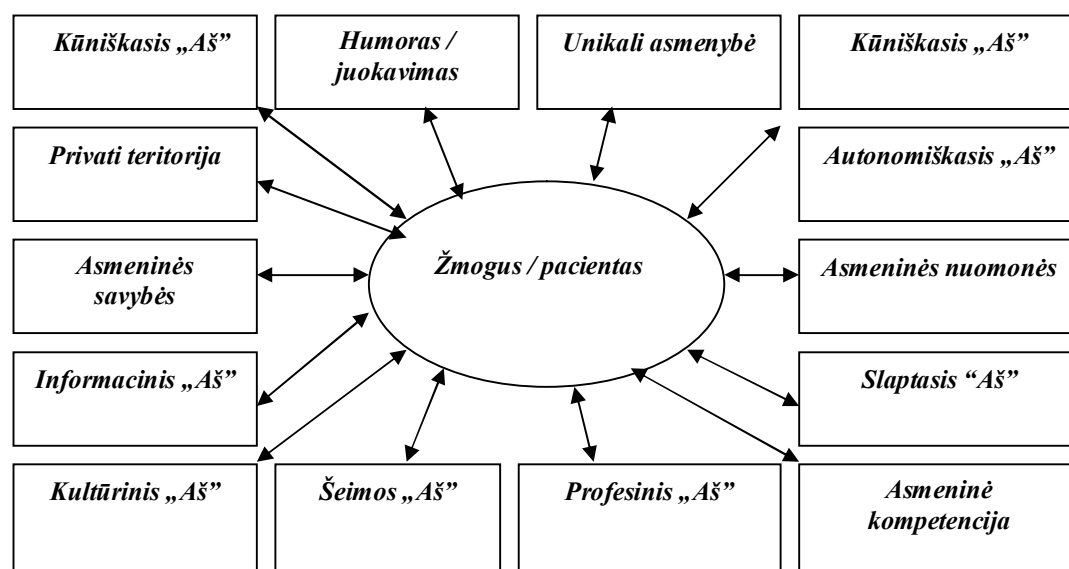 Kūniškasis „Aš”
Humoras /
juokavimas
Unikali asmenybė
Kūniškasis „Aš”
Privati teritorija
Autonomiškasis „Aš”
Žmogus / pacientas
Asmeninės
savybės
Asmeninės nuomonės
Informacinis „Aš”
Slaptasis “Aš”
Kultūrinis „Aš”
Šeimos „Aš”
Profesinis „Aš”
Asmeninė
kompetencija